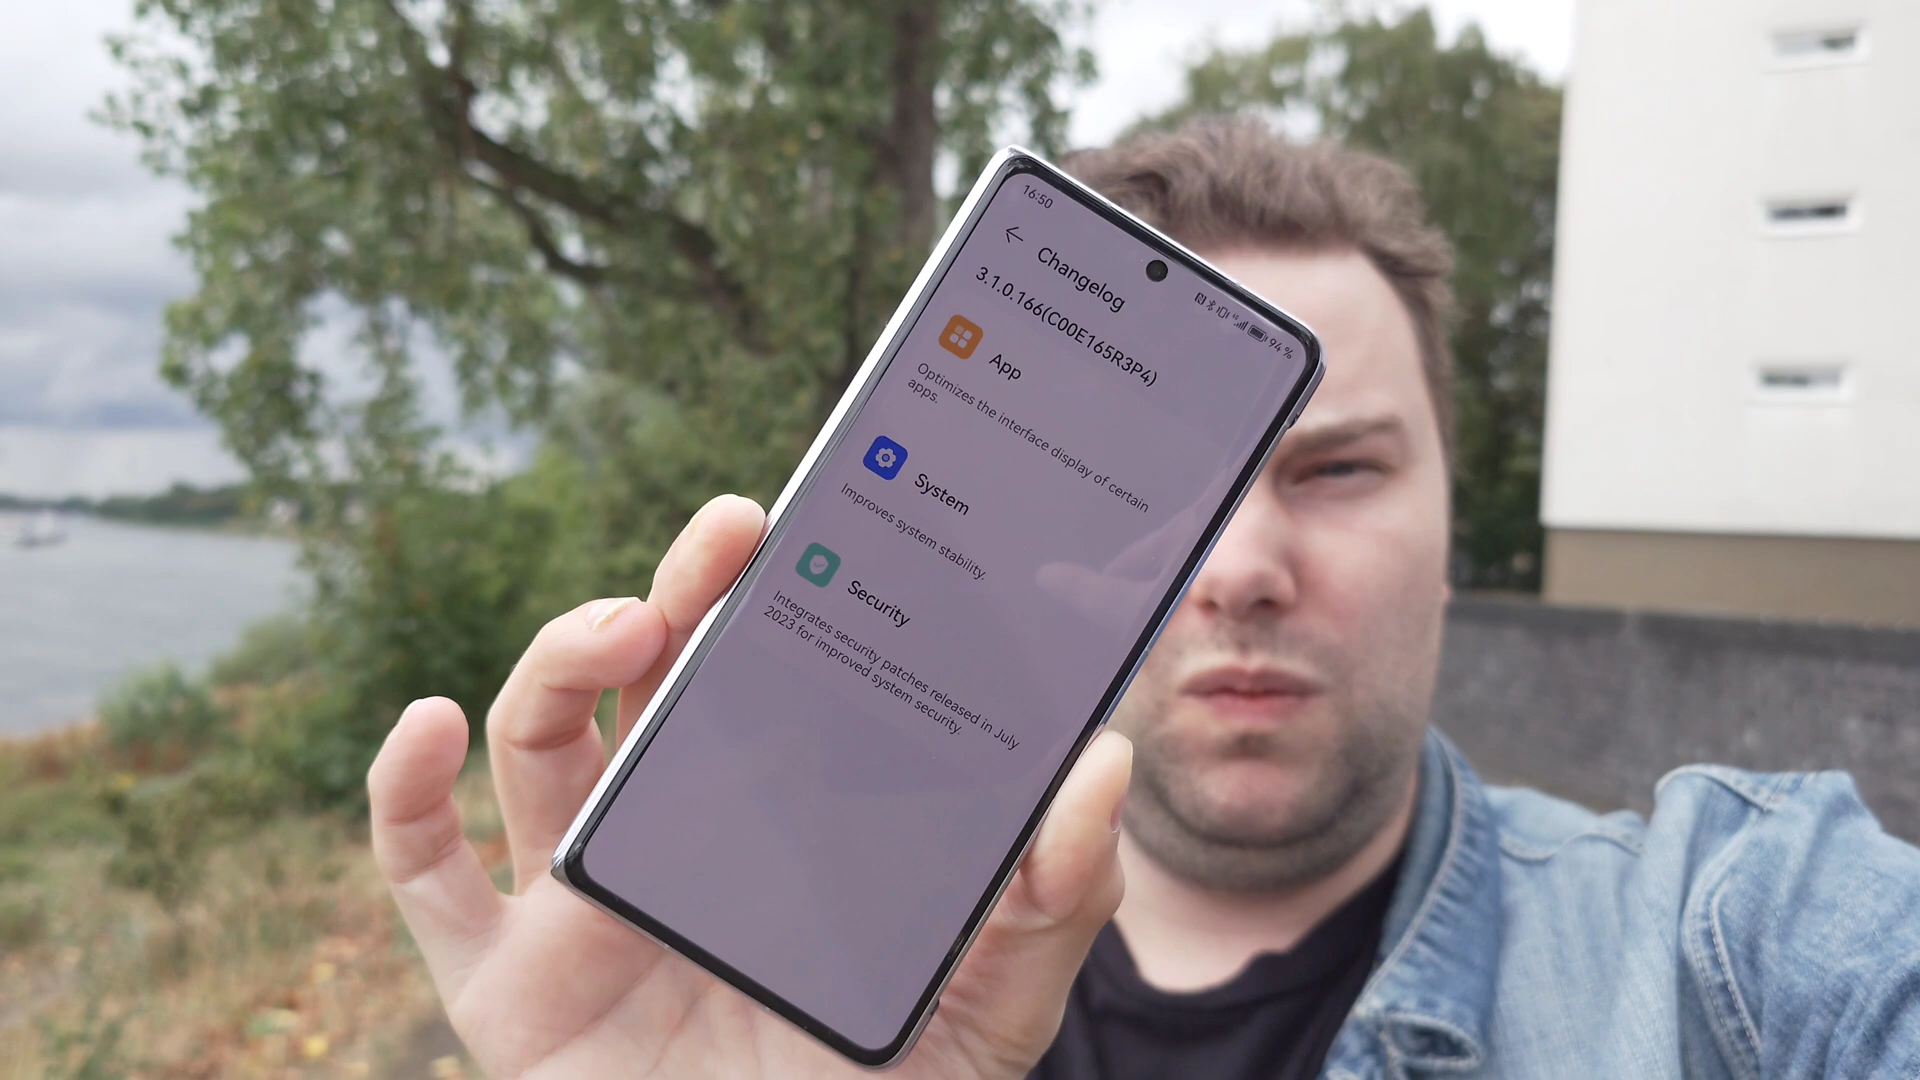 16:50
94%
Changelog
3.1.0.166(C00E165R3P4)
App
Optimizes the interface display of certain
apps.
System
Improves system stability.
Security
Integrates security patches released in July
2023 for improved system security.